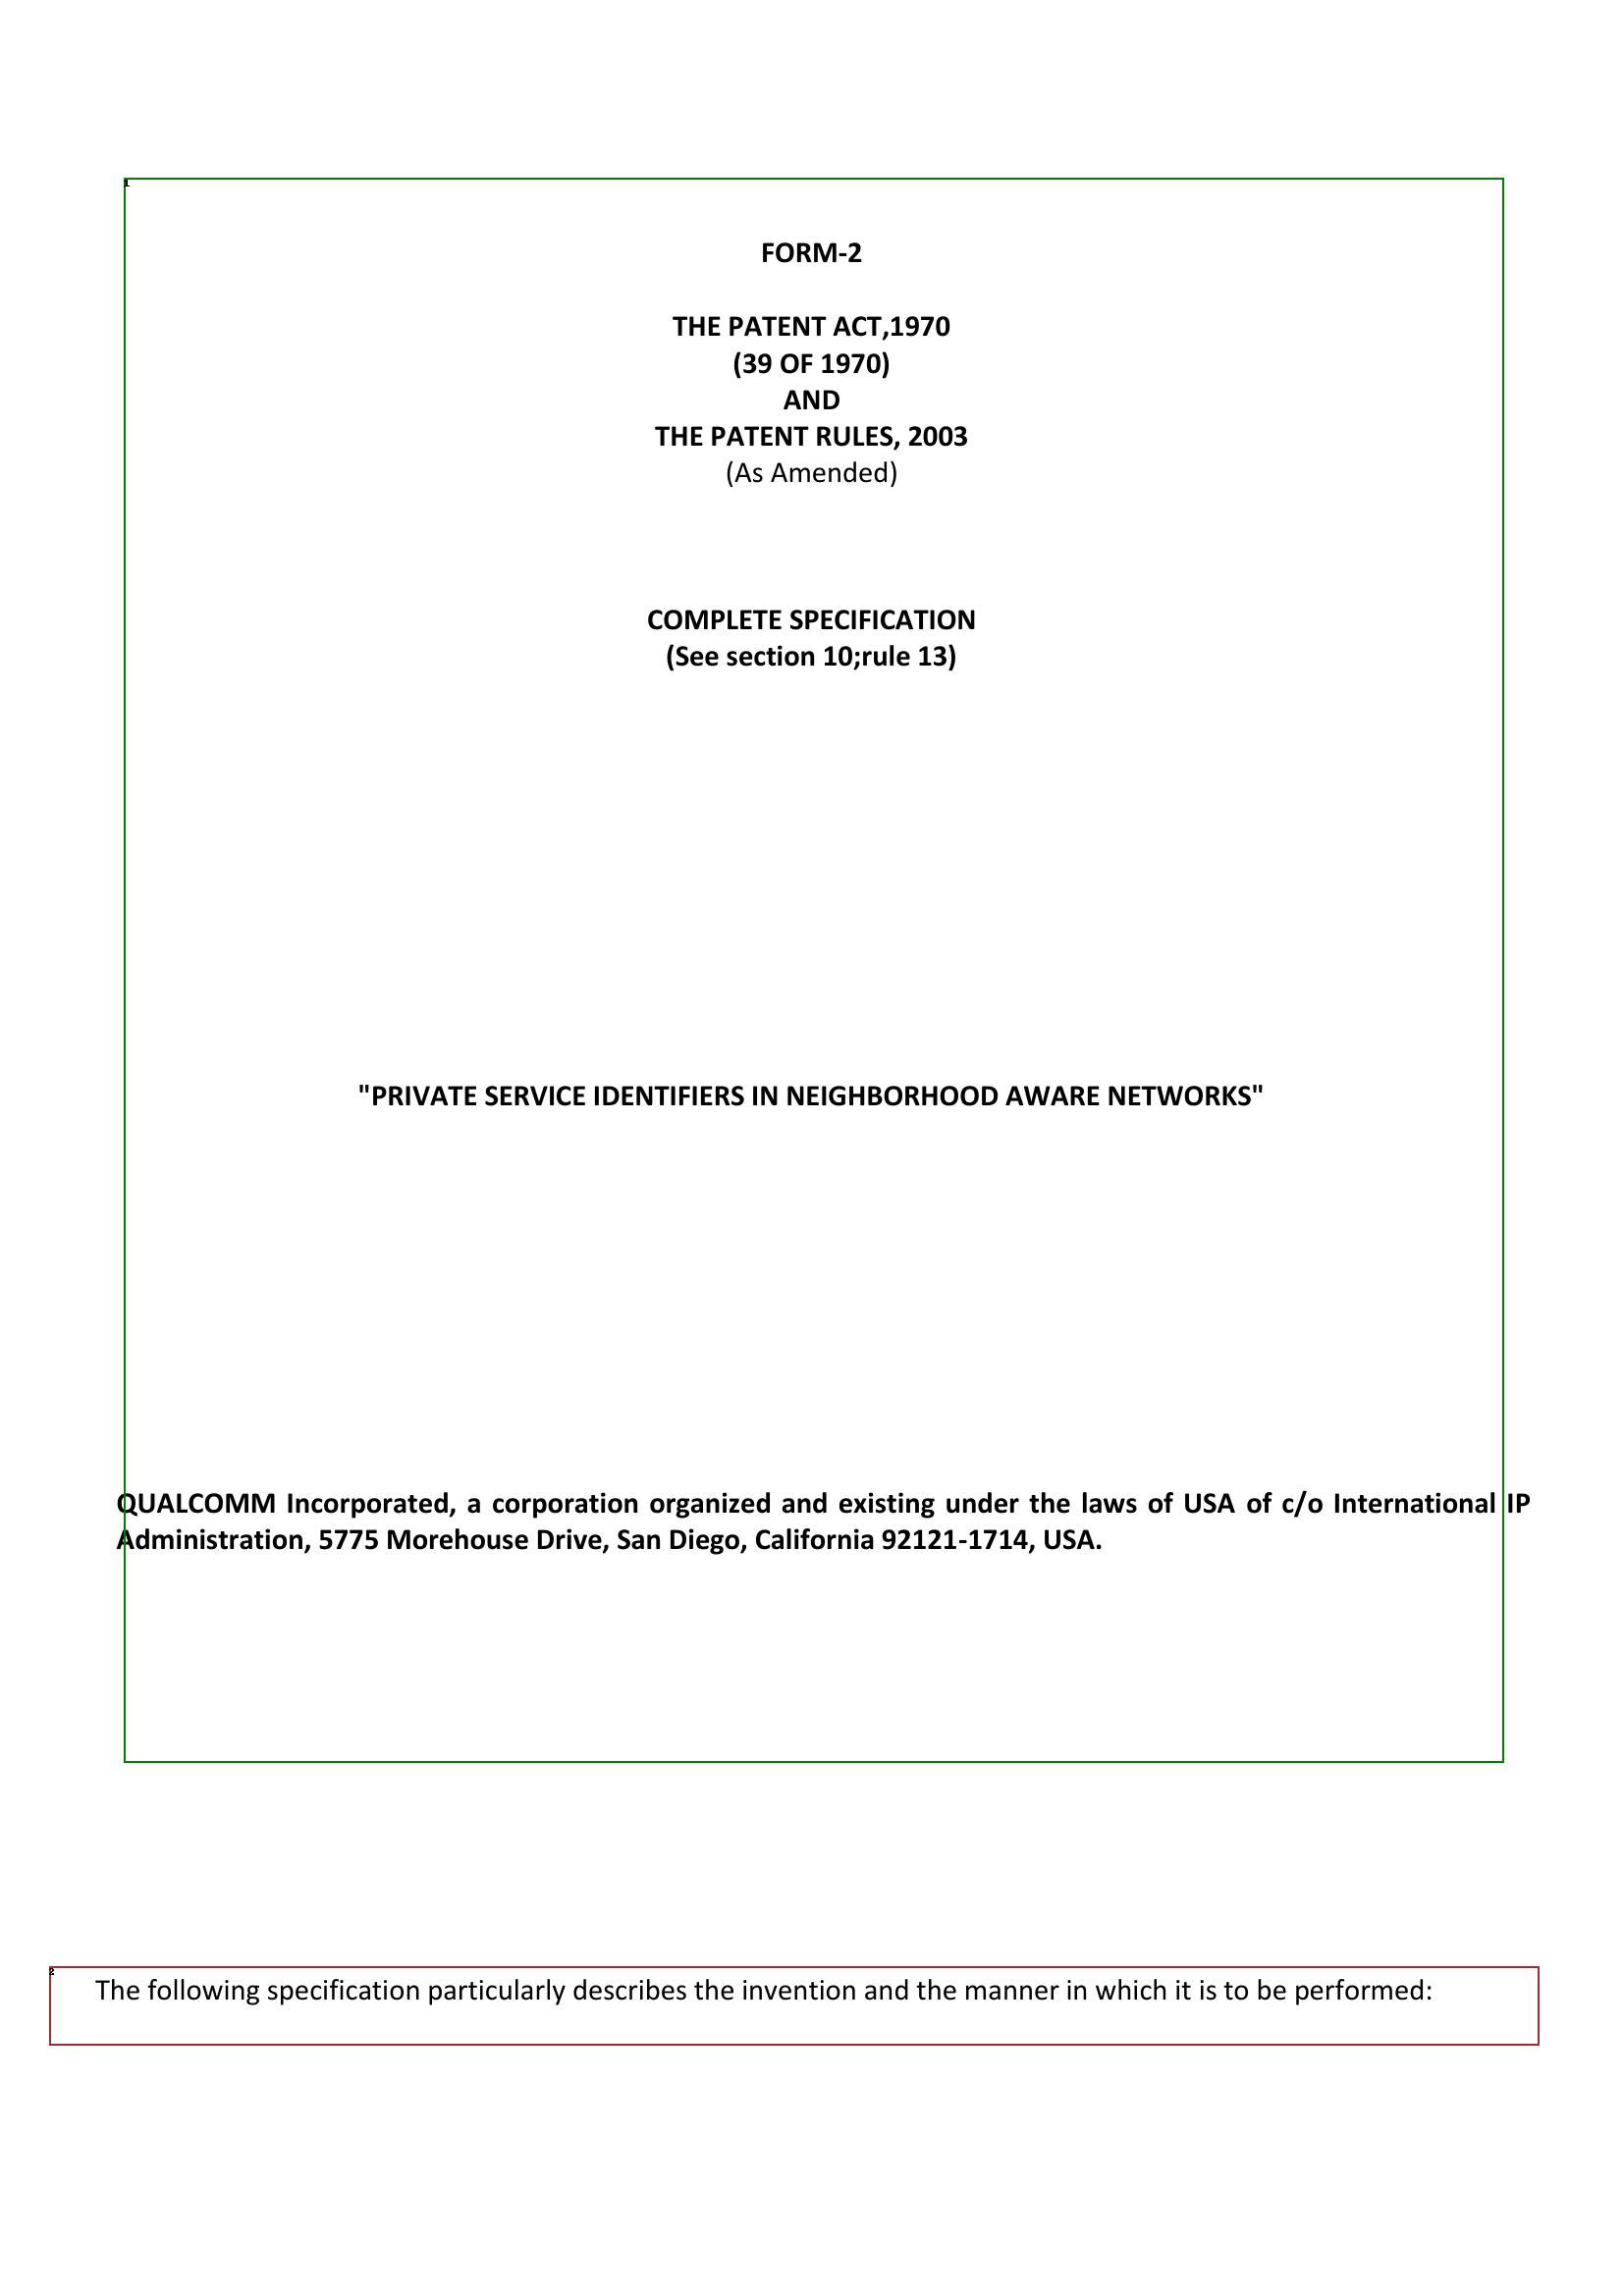 1
FORM-2
THE PATENT ACT,1970
(39 OF 1970)
AND
THE PATENT RULES, 2003
(As Amended)
COMPLETE SPECIFICATION
(See section 10;rule 13)
"PRIVATE SERVICE IDENTIFIERS IN NEIGHBORHOOD AWARE NETWORKS"
QUALCOMM Incorporated, a corporation organized and existing under the laws of USA of c/o International IP
Administration, 5775 Morehouse Drive, San Diego, California 92121-1714, USA.
2
The following specification particularly describes the invention and the manner in which it is to be performed: